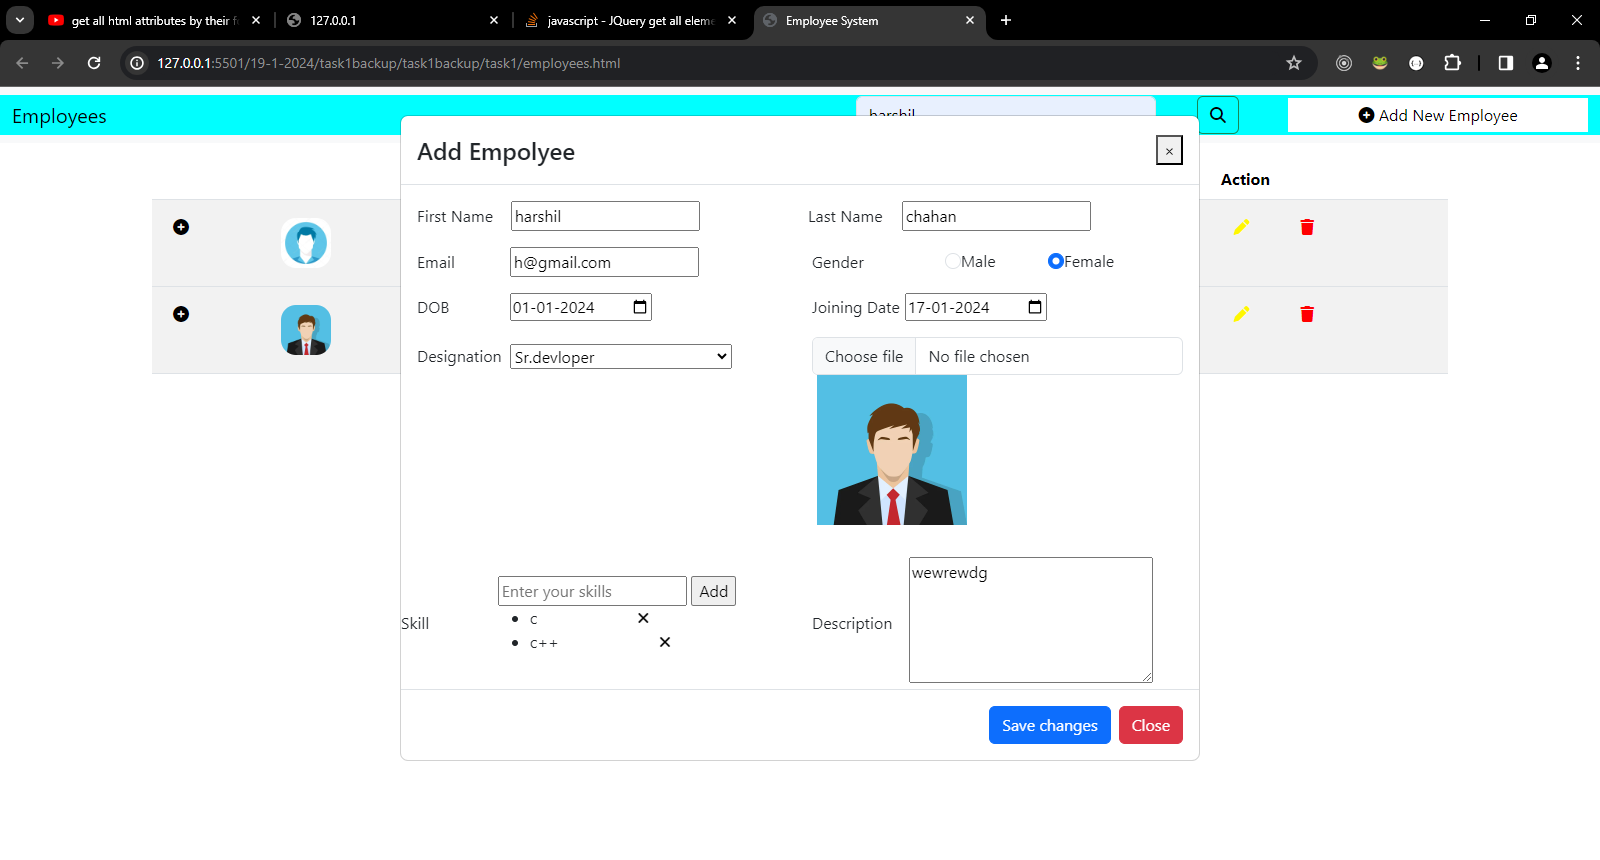 get all html attributes by their f
127.0.0.1
javascript - JQuery get all eleme
Employee System
127.0.0.1:5501/19-1-2024/task1backup/task1backup/task1/employees.html
Employees
harshil
Add New Employee
Add Empolyee
×
Action
First Name harshil Last Name chahan
Email h@gmail.com Gender Male Female
DOB 01-01-2024 Joining Date 17-01-2024
Designation Sr.devloper Choose file No file chosen
Enter your skills Add
Skill
c
c++
Description
wewrewdg
Save changes Close